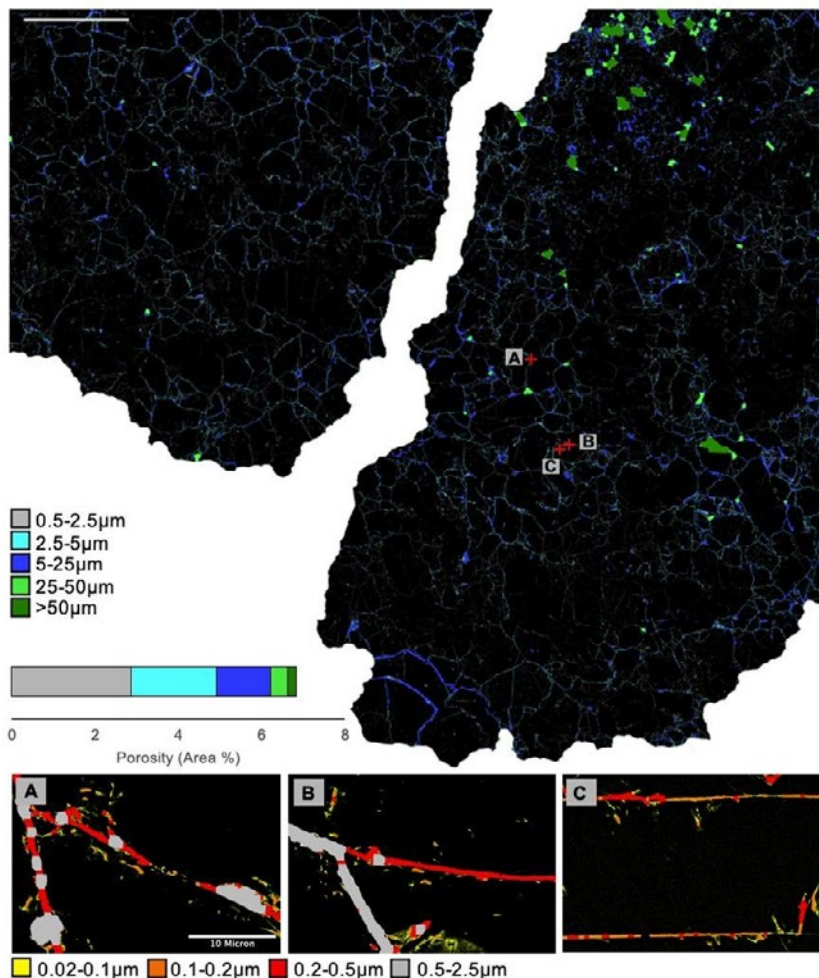 A
B
C
0.5-2.5µm
2.5-5µm
5-25µm
25-50µm
>50µm
0 2 4 6 8
Porosity (Area %)
A B C
10 Micron
0.02-0.1µm 0.1-0.2µm 0.2-0.5µm 0.5-2.5µm